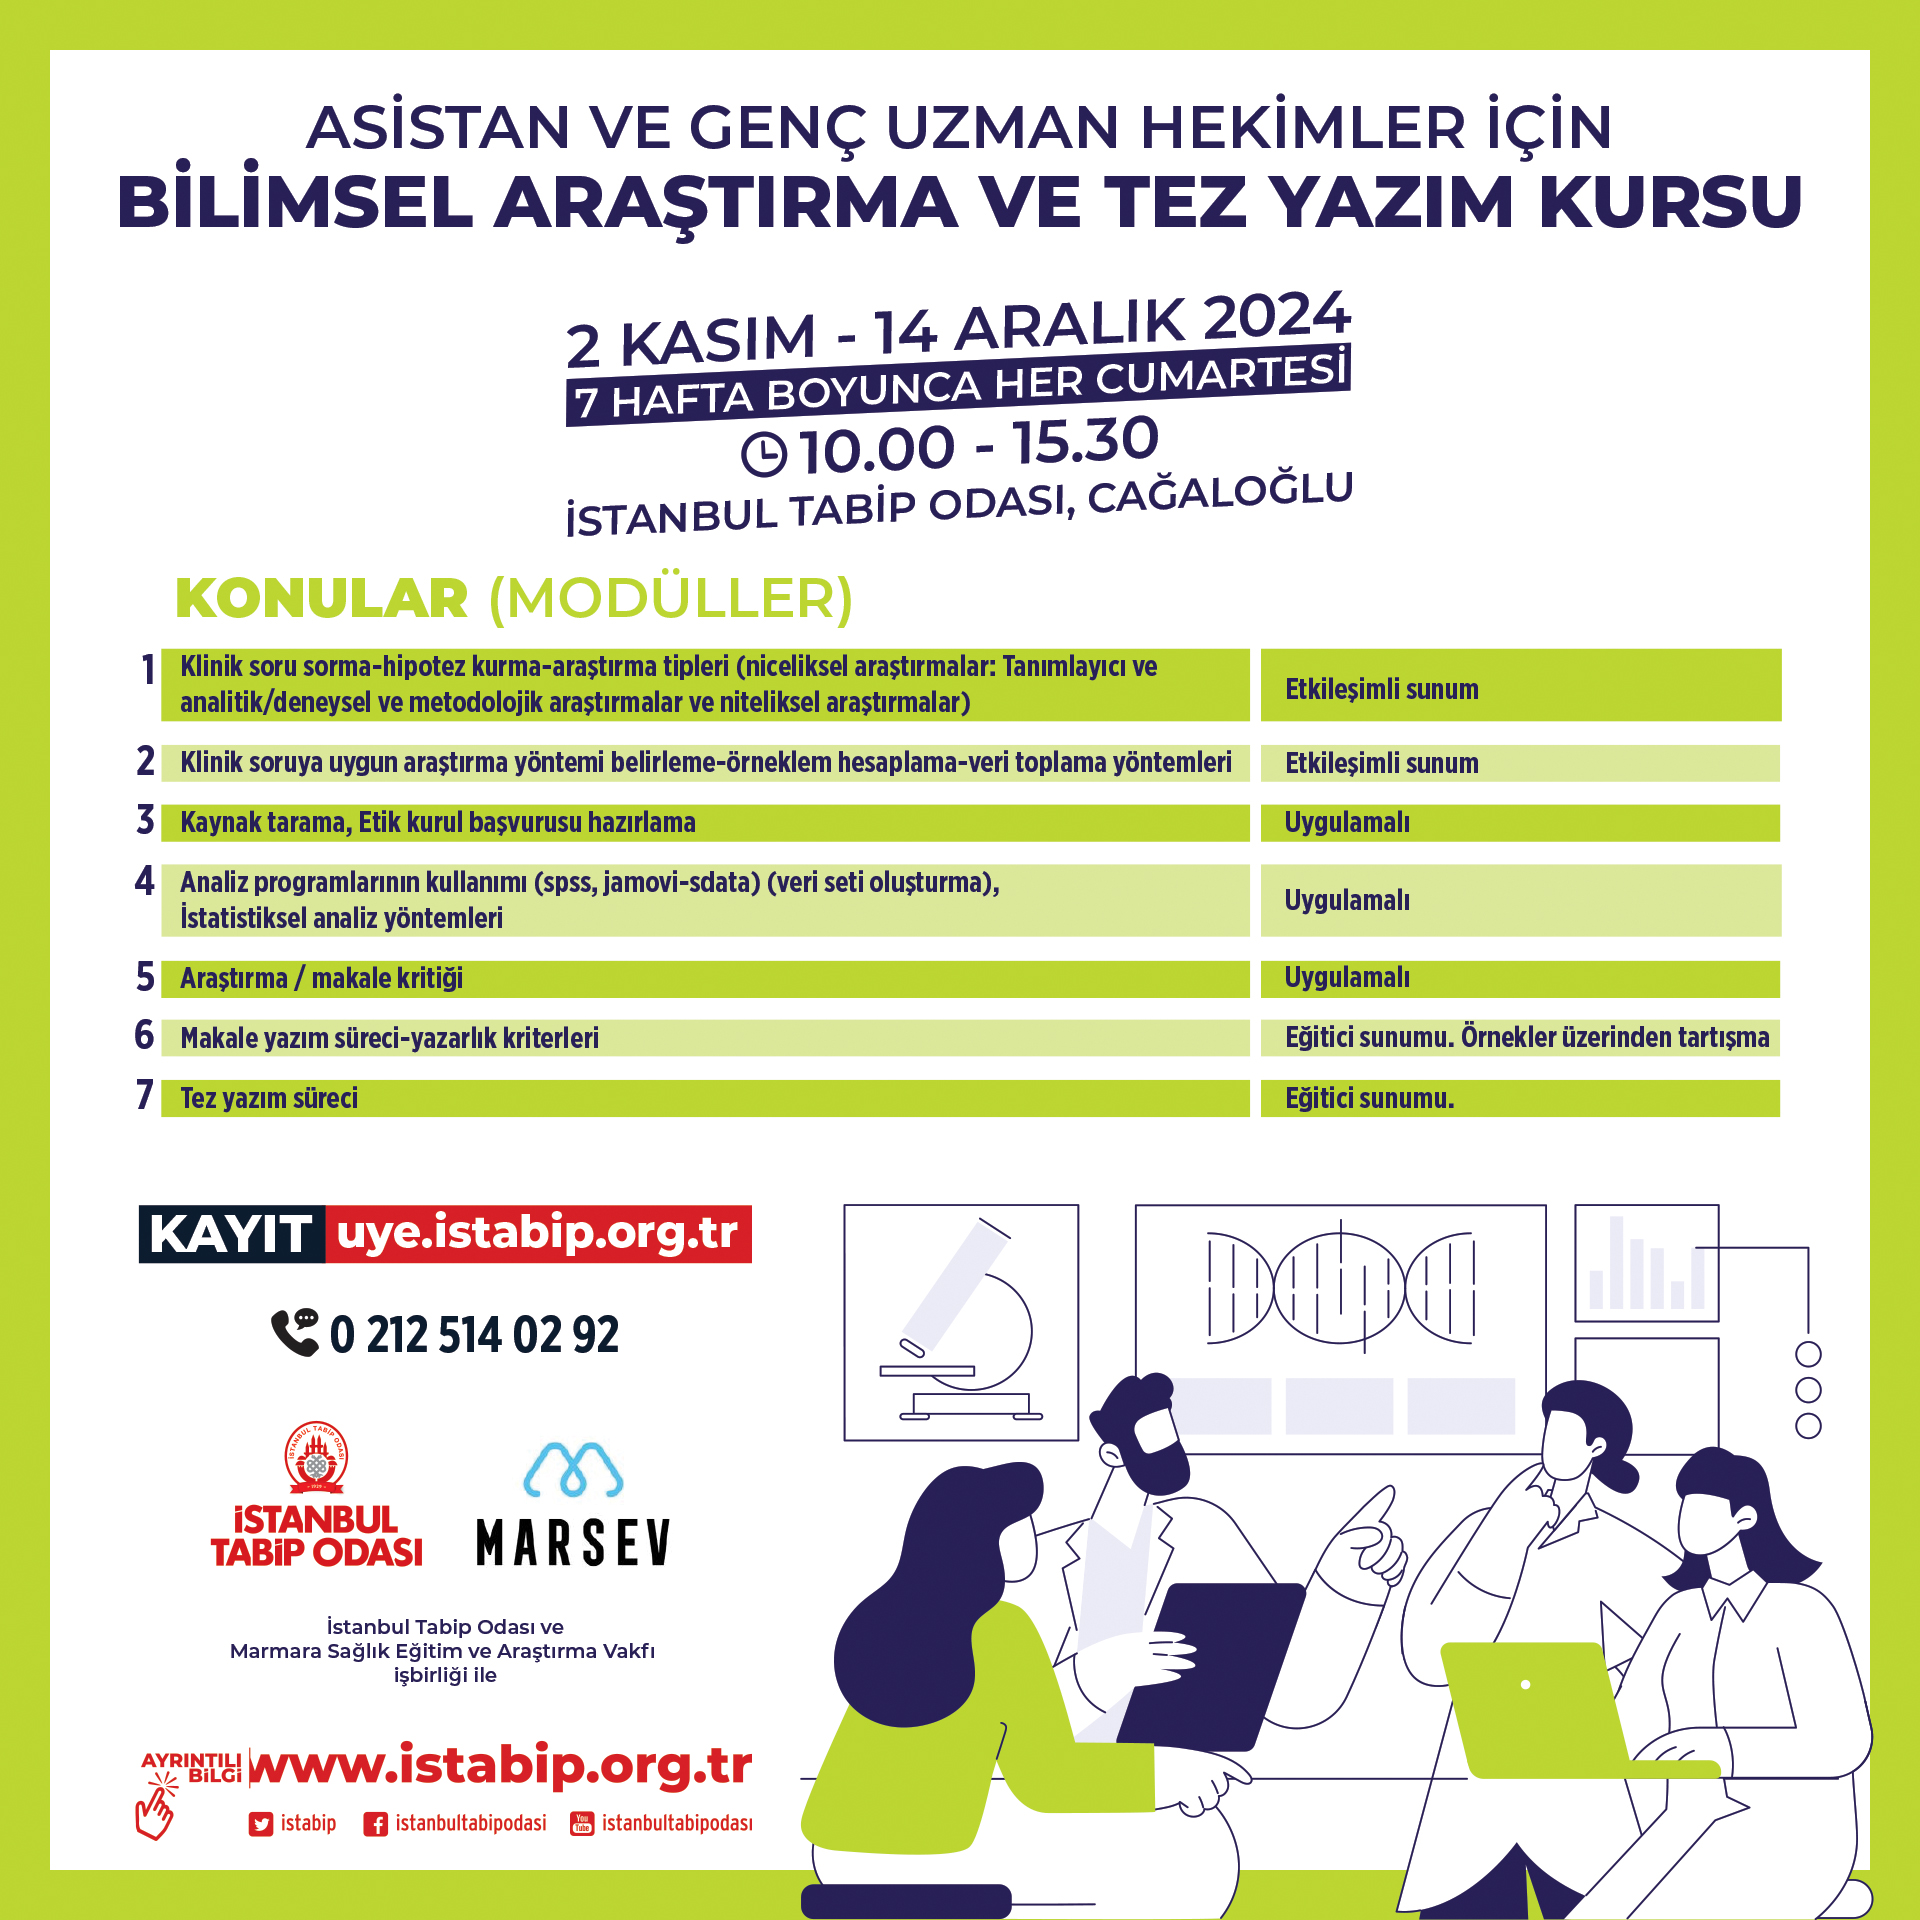 ASİSTAN VE GENÇ UZMAN HEKİMLER İÇİN
BİLİMSEL ARAŞTIRMA VE TEZ YAZIM KURSU
2 KASIM - 14 ARALIK 2024
7 HAFTA BOYUNCA HER CUMARTESİ
10.00 - 15.30
İSTANBUL TABİP ODASI, CAĞALOĞLU
KONULAR (MODÜLLER)
1 Klinik soru sorma-hipotez kurma-araştırma tipleri (niceliksel araştırmalar: Tanımlayıcı ve
analitik/deneysel ve metodolojik araştırmalar ve niteliksel araştırmalar)
Etkileşimli sunum
2 Klinik soruya uygun araştırma yöntemi belirleme-örneklem hesaplama-veri toplama yöntemleri Etkileşimli sunum
3 Kaynak tarama, Etik kurul başvurusu hazırlama Uygulamalı
4 Analiz programlarının kullanımı (spss, jamovi-sdata) (veri seti oluşturma),
İstatistiksel analiz yöntemleri
Uygulamalı
5 Araştırma / makale kritiği Uygulamalı
6 Makale yazım süreci-yazarlık kriterleri Eğitici sunumu. Örnekler üzerinden tartışma
7 Tez yazım süreci Eğitici sunumu.
KAYIT uye.istabip.org.tr
0 212 514 02 92
İSTANBUL TABİP ODASI
1929
İSTANBUL
TABİP ODASI
MARSEV
İstanbul Tabip Odası ve
Marmara Sağlık Eğitim ve Araştırma Vakfı
işbirliği ile
AYRINTILI
BİLGİ
www.istabip.org.tr
istabip istanbultabipodasi You Tube istanbultabipodası